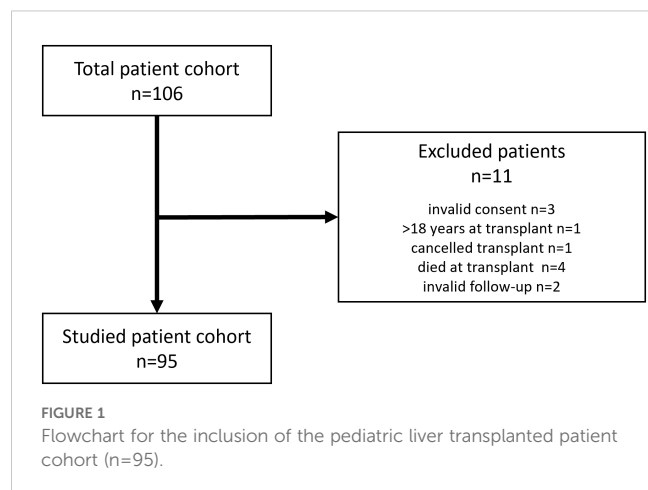 Total patient cohort
n=106
Excluded patients
n=11
invalid consent n=3
>18 years at transplant n=1
cancelled transplant n=1
died at transplant n=4
invalid follow-up n=2
Studied patient cohort
n=95
FIGURE 1
Flowchart for the inclusion of the pediatric liver transplanted patient
cohort (n=95).